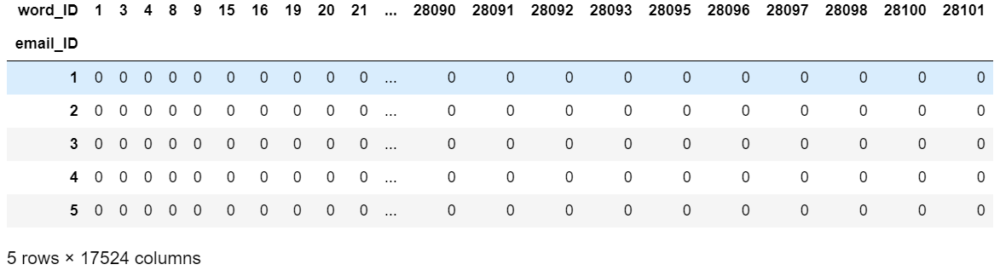 word_ID 1 3 4 8 9 15 16 19 20 21 ... 28090 28091 28092 28093 28095 28096 28097 28098 28100 28101
email_ID
1 0 0 0 0 0 0 0 0 0 0 ... 0 0 0 0 0 0 0 0 0 0
2 0 0 0 0 0 0 0 0 0 0 ... 0 0 0 0 0 0 0 0 0 0
3 0 0 0 0 0 0 0 0 0 0 ... 0 0 0 0 0 0 0 0 0 0
4 0 0 0 0 0 0 0 0 0 0 ... 0 0 0 0 0 0 0 0 0 0
5 0 0 0 0 0 0 0 0 0 0 ... 0 0 0 0 0 0 0 0 0 0
5 rows × 17524 columns